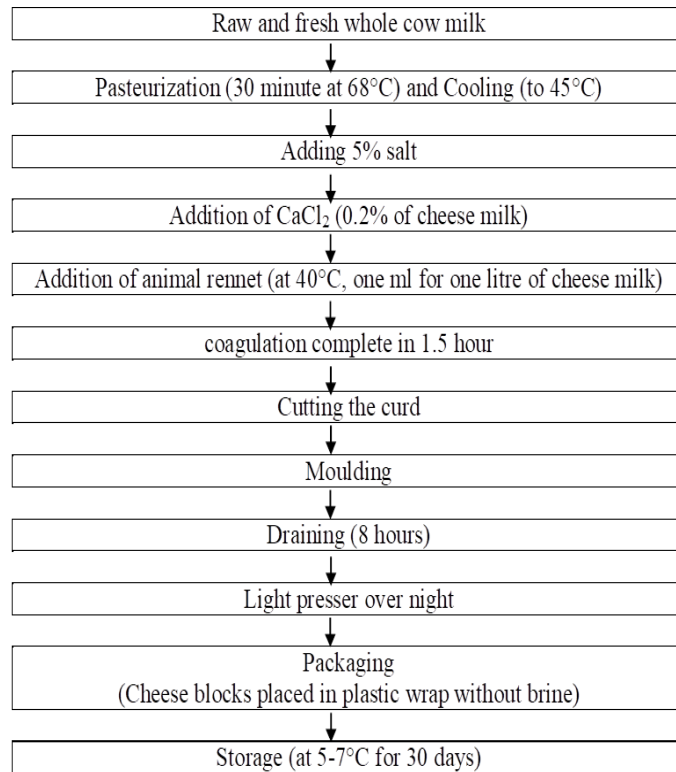 Raw and fresh whole cow milk
Pasteurization (30 minute at 68°C) and Cooling (to 45°C)
Adding 5% salt
Addition of CaCl₂ (0.2% of cheese milk)
Addition of animal rennet (at 40°C, one ml for one litre of cheese milk)
coagulation complete in 1.5 hour
Cutting the curd
Moulding
Draining (8 hours)
Light presser over night
Packaging
(Cheese blocks placed in plastic wrap without brine)
Storage (at 5-7°C for 30 days)